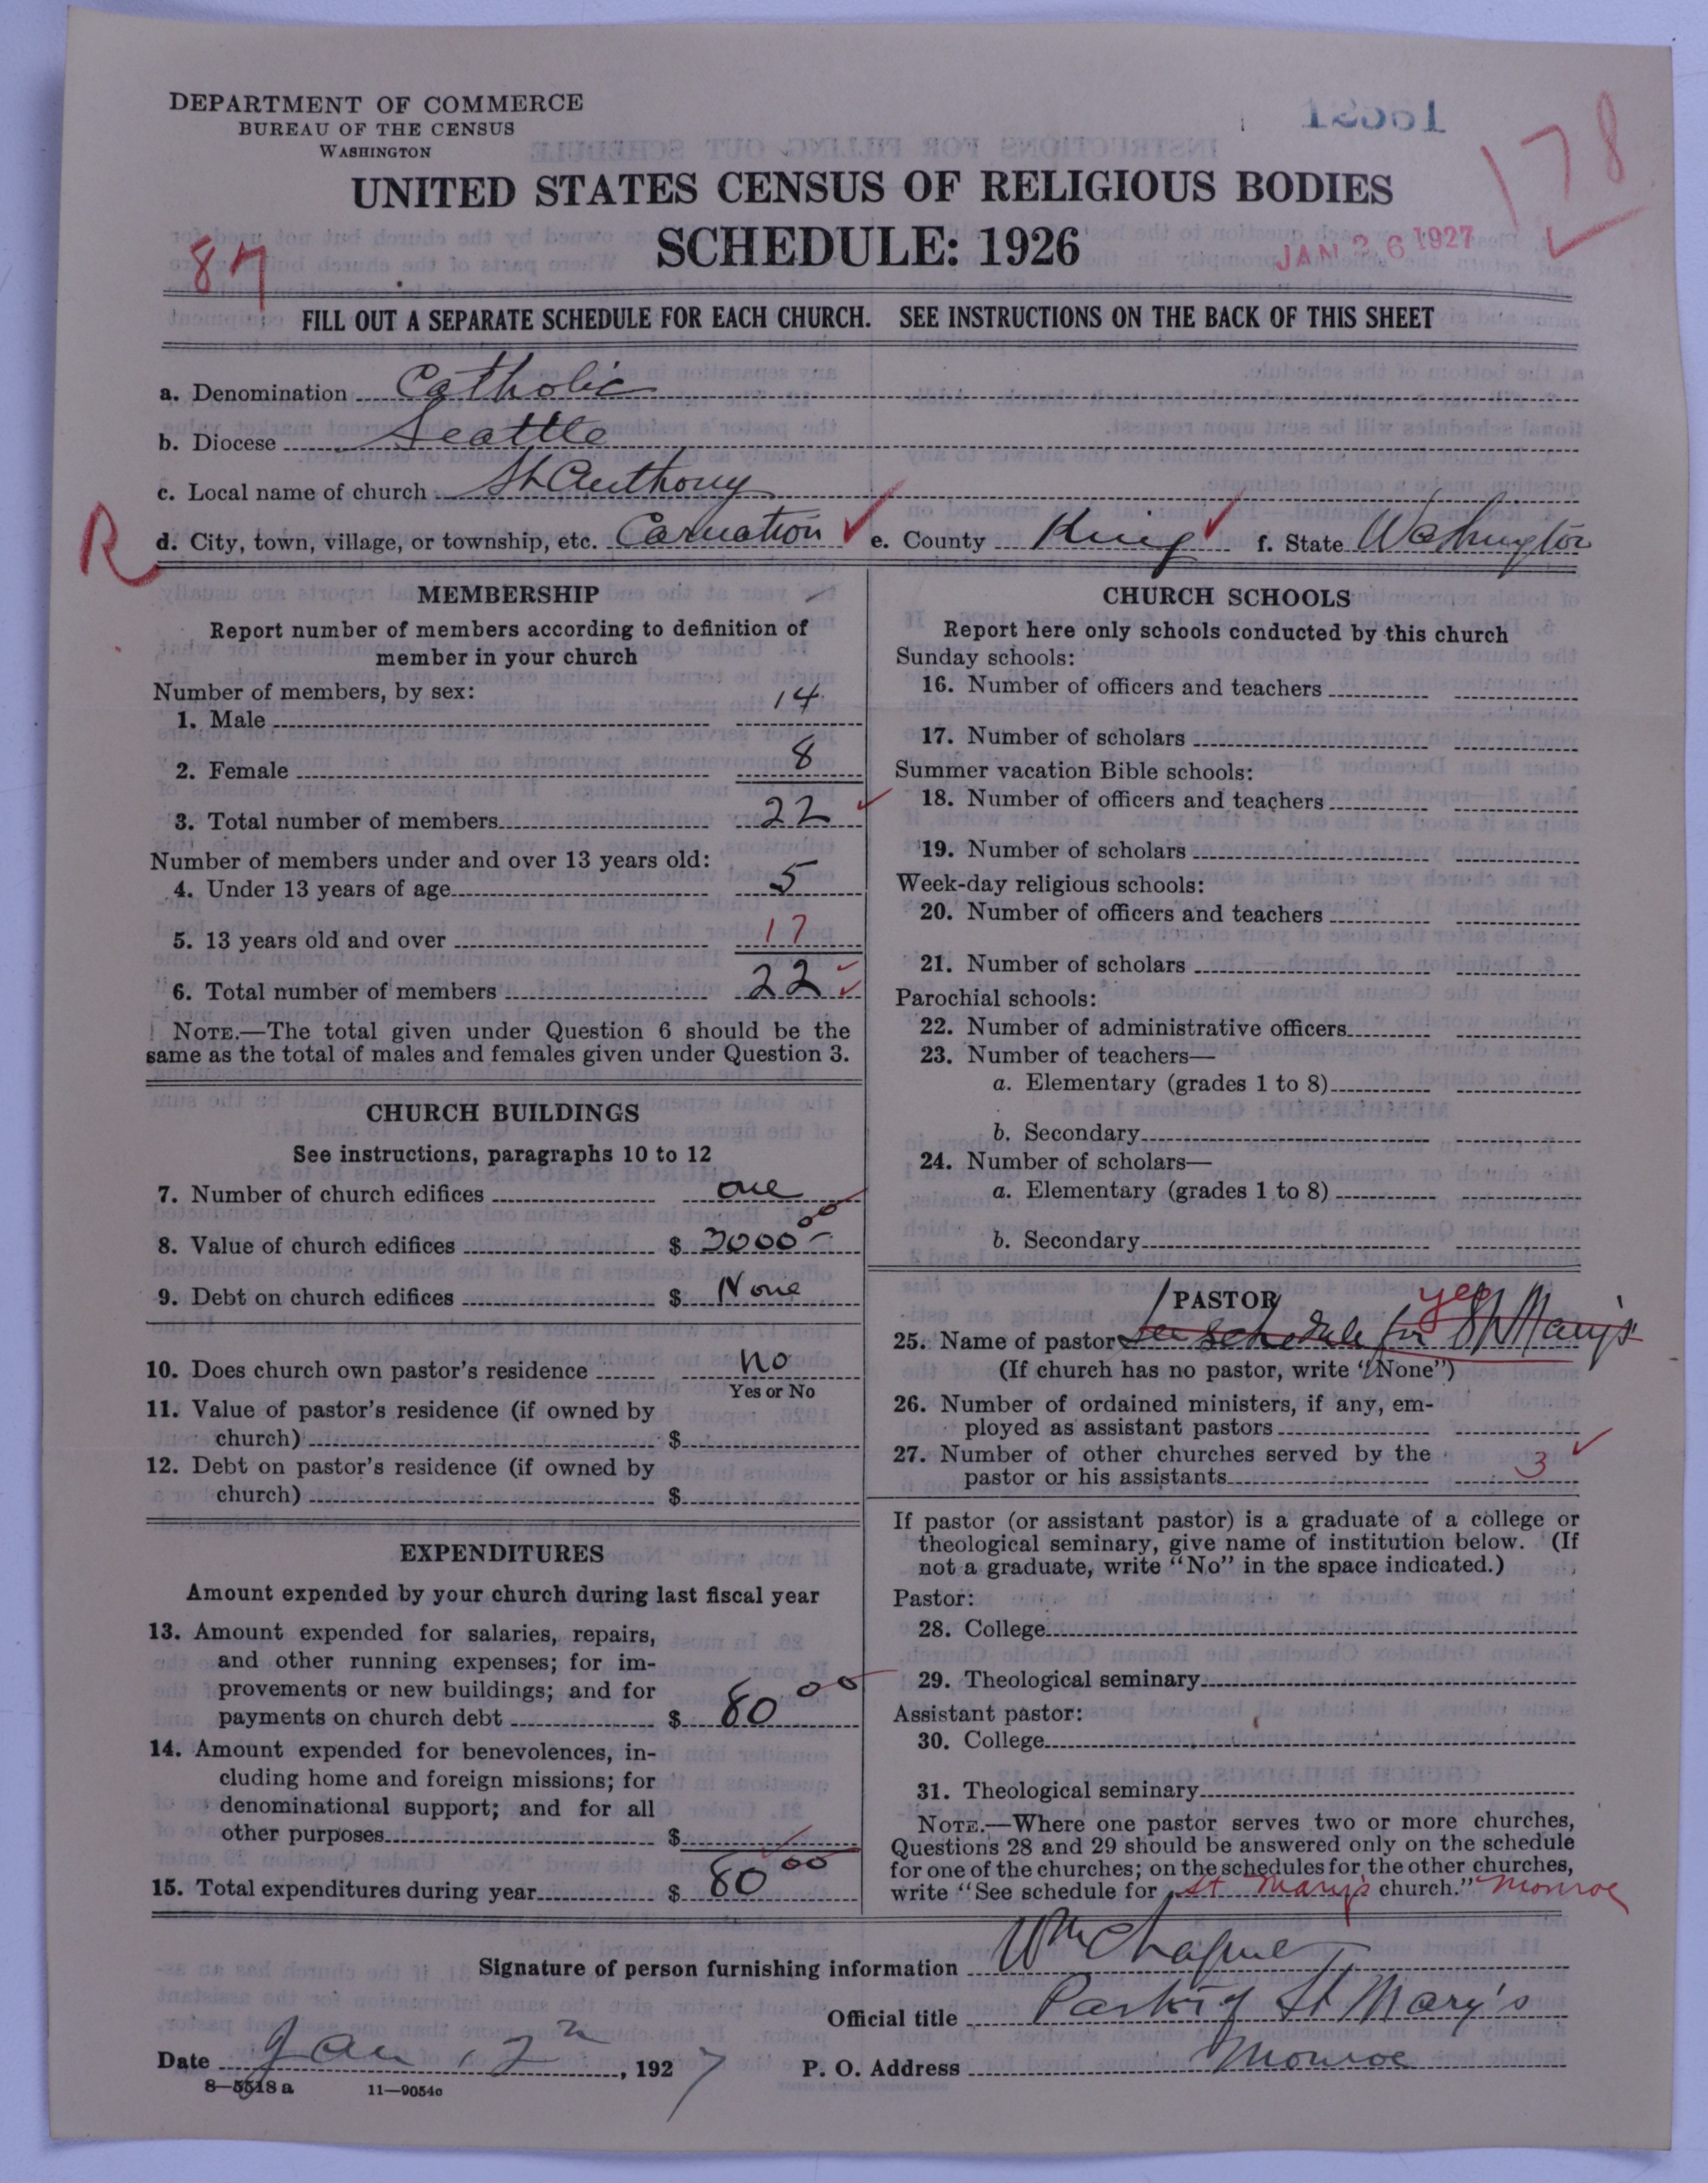 DEPARTMENT OF COMMERCE
BUREAU OF THE CENSUS
WASHINGTON
178
UNITED STATES CENSUS OF RELIGIOUS BODIES
SCHEDULE: 1926
JAN 26 1927
87
FILL OUT A SEPARATE SCHEDULE FOR EACH CHURCH. SEE INSTRUCTIONS ON THE BACK OF THIS SHEET
a. Denomination Catholic
b. Diocese Seattle
c. Local name of church St Anthony
R
d. City, town, village, or township, etc. Carnation e. County King f. State Washington
MEMBERSHIP
Report number of members according to definition of
member in your church
Number of members, by sex:
1. Male 14
2. Female 8
3. Total number of members 22
Number of members under and over 13 years old:
4. Under 13 years of age 5
5. 13 years old and over 17
6. Total number of members 22
NOTE.—The total given under Question 6 should be the
same as the total of males and females given under Question 3.
CHURCH BUILDINGS
See instructions, paragraphs 10 to 12
7. Number of church edifices one
8. Value of church edifices $ 3000 00
9. Debt on church edifices $ None
10. Does church own pastor's residence no
Yes or No
11. Value of pastor's residence (if owned by
church) $
12. Debt on pastor's residence (if owned by
church) $
EXPENDITURES
Amount expended by your church during last fiscal year
13. Amount expended for salaries, repairs,
and other running expenses; for im-
provements or new buildings; and for
payments on church debt $ 80 00
14. Amount expended for benevolences, in-
cluding home and foreign missions; for
denominational support; and for all
other purposes $
15. Total expenditures during year $ 80 00
CHURCH SCHOOLS
Report here only schools conducted by this church
Sunday schools:
16. Number of officers and teachers
17. Number of scholars
Summer vacation Bible schools:
18. Number of officers and teachers
19. Number of scholars
Week-day religious schools:
20. Number of officers and teachers
21. Number of scholars
Parochial schools:
22. Number of administrative officers
23. Number of teachers—
a. Elementary (grades 1 to 8)
b. Secondary
24. Number of scholars—
a. Elementary (grades 1 to 8)
b. Secondary
PASTOR
yes
25. Name of pastor See schedule for St Mary's
(If church has no pastor, write "None")
26. Number of ordained ministers, if any, em-
ployed as assistant pastors
27. Number of other churches served by the
pastor or his assistants 3
If pastor (or assistant pastor) is a graduate of a college or
theological seminary, give name of institution below. (If
not a graduate, write "No" in the space indicated.)
Pastor:
28. College
29. Theological seminary
Assistant pastor:
30. College
31. Theological seminary
NOTE.—Where one pastor serves two or more churches,
Questions 28 and 29 should be answered only on the schedule
for one of the churches; on the schedules for the other churches,
write "See schedule for St Mary's church." Monroe
Signature of person furnishing information Wm
Official title Pastor of St Mary's
Date Jan 12th, 1927 P. O. Address Monroe
8—5518a 11—9054c